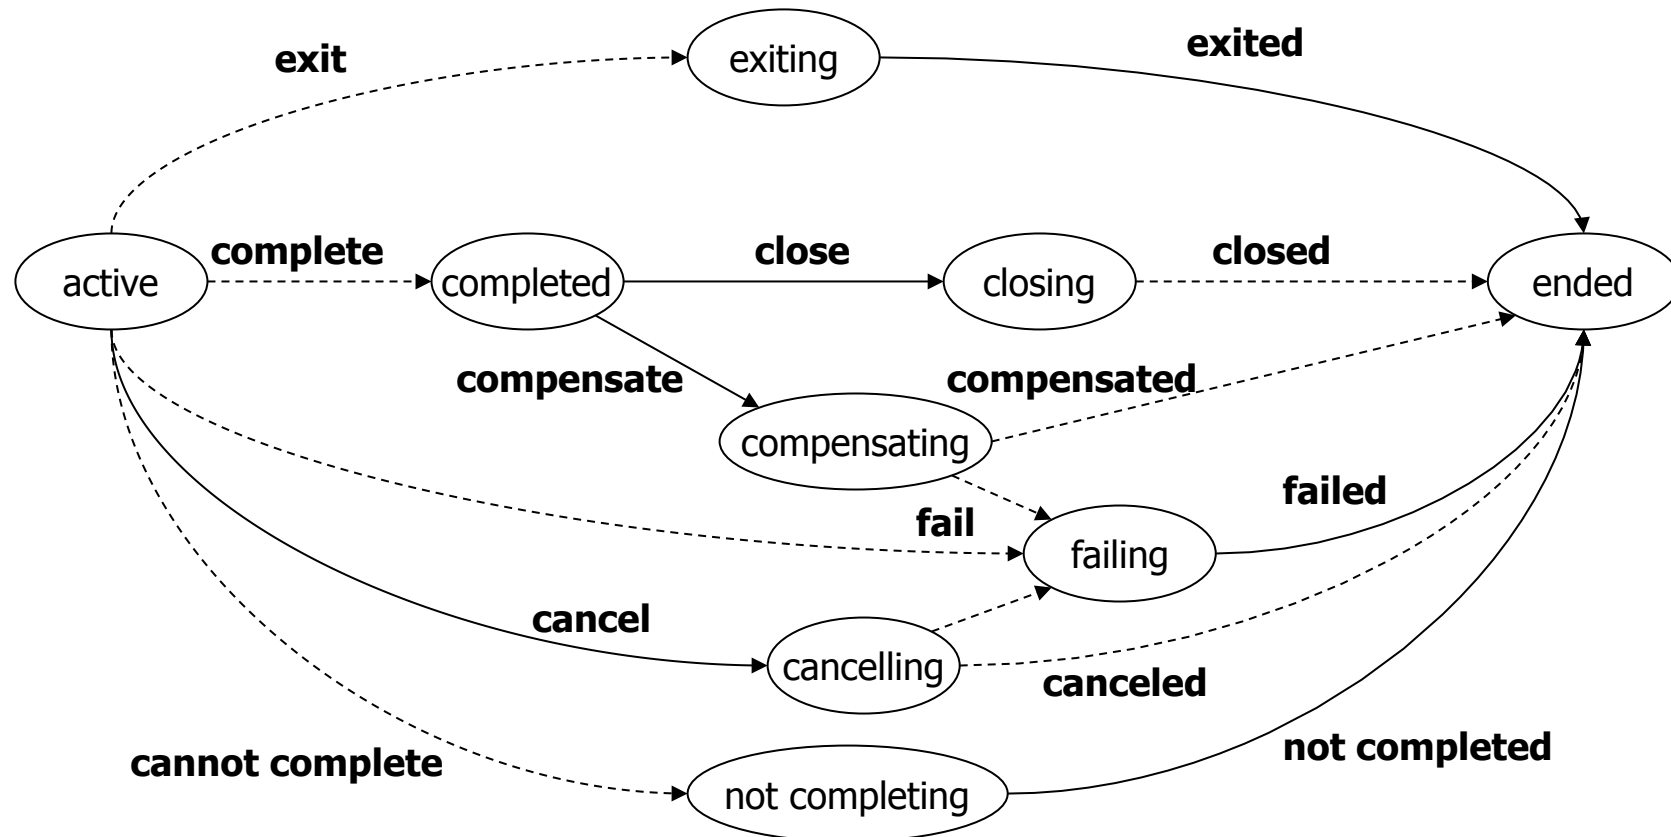 exit
exiting
exited
active
complete
completed
close
closing
closed
ended
compensate
compensated
compensating
fail
failing
failed
cancel
cancelling
canceled
cannot complete
not completing
not completed